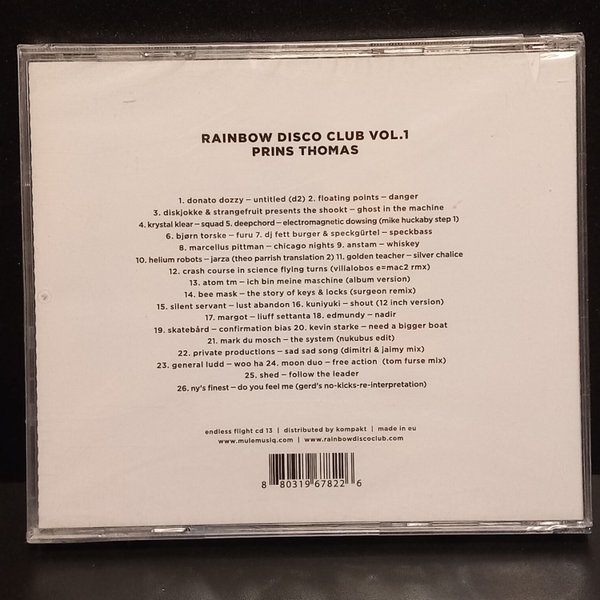 RAINBOW DISCO CLUB VOL.1
PRINS THOMAS
1. donato dozzy – untitled (d2) 2. floating points – danger
3. diskjokke & strangefruit presents the shookt – ghost in the machine
4. krystal klear – squad 5. deepchord – electromagnetic dowsing (mike huckaby step 1)
6. bjørn torske – furu 7. dj fett burger & speckgürtel – speckbass
8. marcellus pittman – chicago nights 9. anstam – whiskey
10. helium robots – jarza (theo parrish translation 2) 11. golden teacher – silver chalice
12. crash course in science flying turns (villalobos e=mac2 rmx)
13. atom tm – ich bin meine maschine (album version)
14. bee mask – the story of keys & locks (surgeon remix)
15. silent servant – lust abandon 16. kuniyuki – shout (12 inch version)
17. margot – liuff settanta 18. edmundy – nadir
19. skatebård – confirmation bias 20. kevin starke – need a bigger boat
21. mark du mosch – the system (nukubus edit)
22. private productions – sad sad song (dimitri & jaimy mix)
23. general ludd – woo ha 24. moon duo – free action (tom furse mix)
25. shed – follow the leader
26. ny's finest – do you feel me (gerd's no-kicks-re-interpretation)
endless flight cd 13 | distributed by kompakt | made in eu
www.mulemusiq.com | www.rainbowdiscoclub.com
8 80319 67822 6